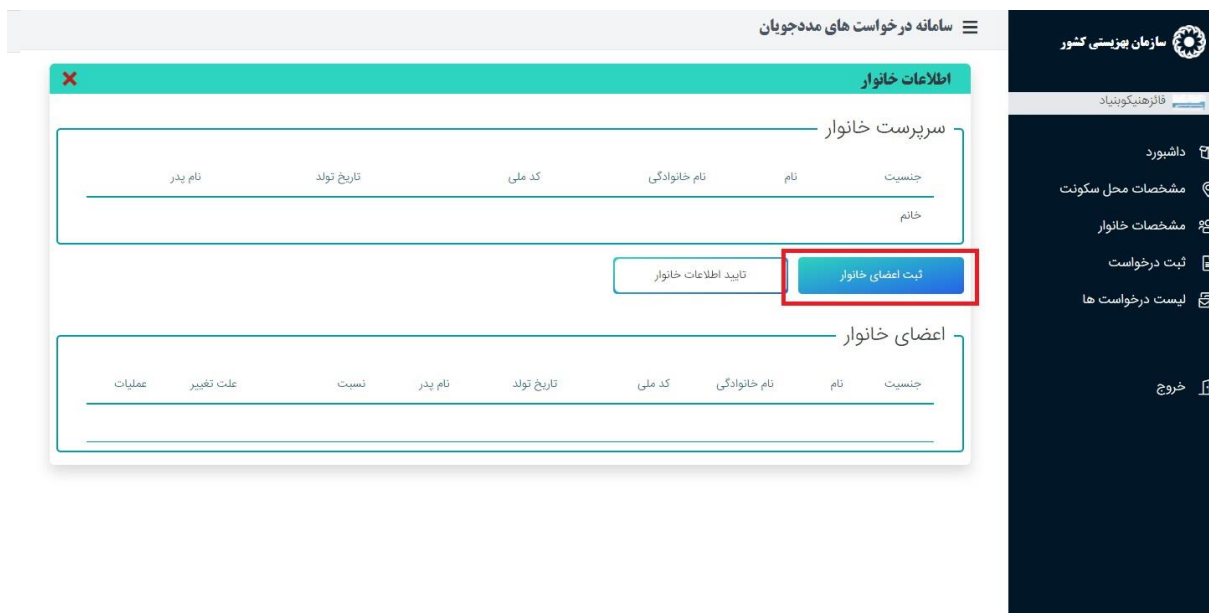 سازمان بهزیستی کشور
فائزهنیکوبنیاد
داشبورد
مشخصات محل سکونت
مشخصات خانوار
ثبت درخواست
لیست درخواست ها
خروج
سامانه درخواست های مددجویان
اطلاعات خانوار
سرپرست خانوار
جنسیت نام نام خانوادگی کد ملی تاریخ تولد نام پدر
خانم
ثبت اعضای خانوار تایید اطلاعات خانوار
اعضای خانوار
جنسیت نام نام خانوادگی کد ملی تاریخ تولد نام پدر نسبت علت تغییر عملیات